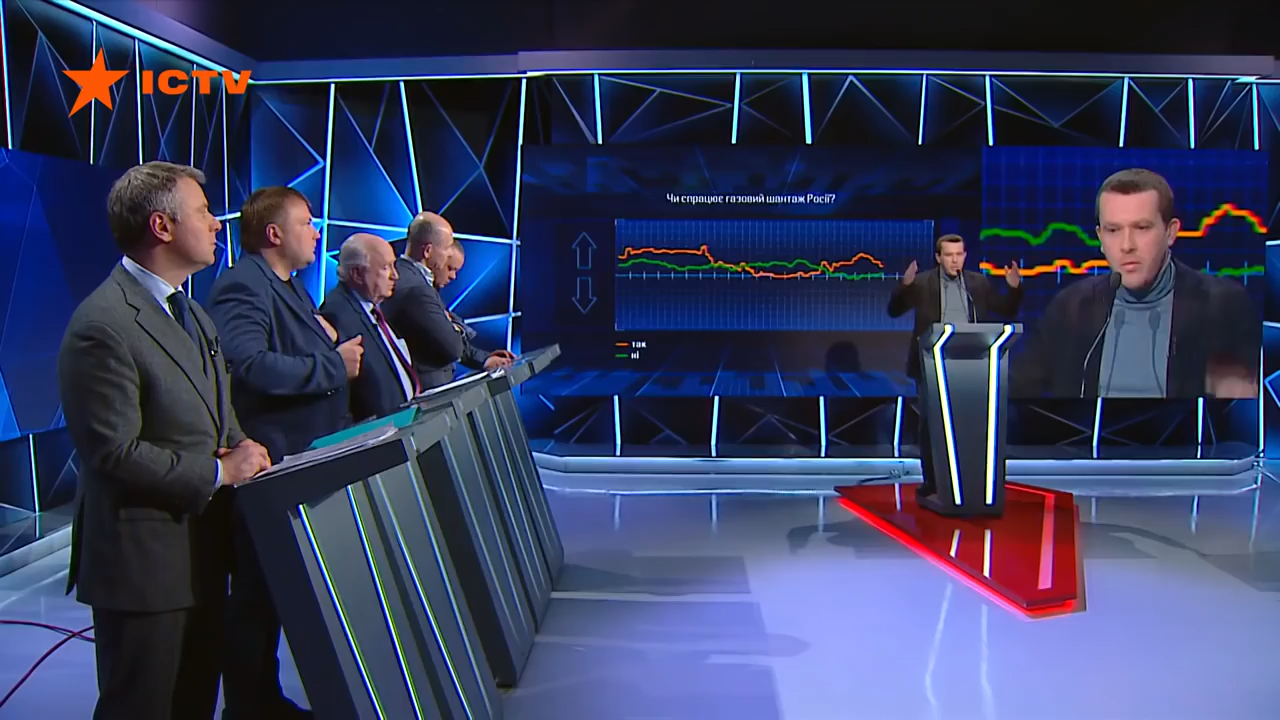 ICTV
Чи спрацює газовий шантаж Росії?
так
ні